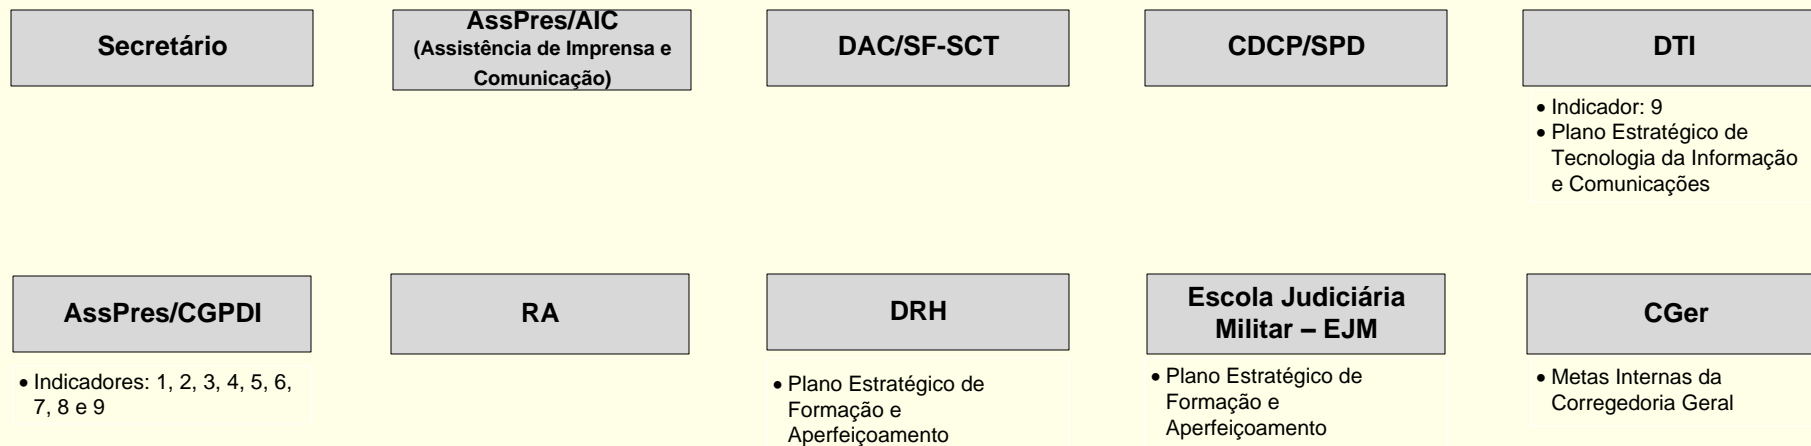 Secretário
AssPres/AIC
(Assistência de Imprensa e
Comunicação)
DAC/SF-SCT
CDCP/SPD
DTI
• Indicador: 9
• Plano Estratégico de
Tecnologia da Informação
e Comunicações
AssPres/CGPDI
• Indicadores: 1, 2, 3, 4, 5, 6,
7, 8 e 9
RA
DRH
• Plano Estratégico de
Formação e
Aperfeiçoamento
Escola Judiciária
Militar – EJM
• Plano Estratégico de
Formação e
Aperfeiçoamento
CGer
• Metas Internas da
Corregedoria Geral